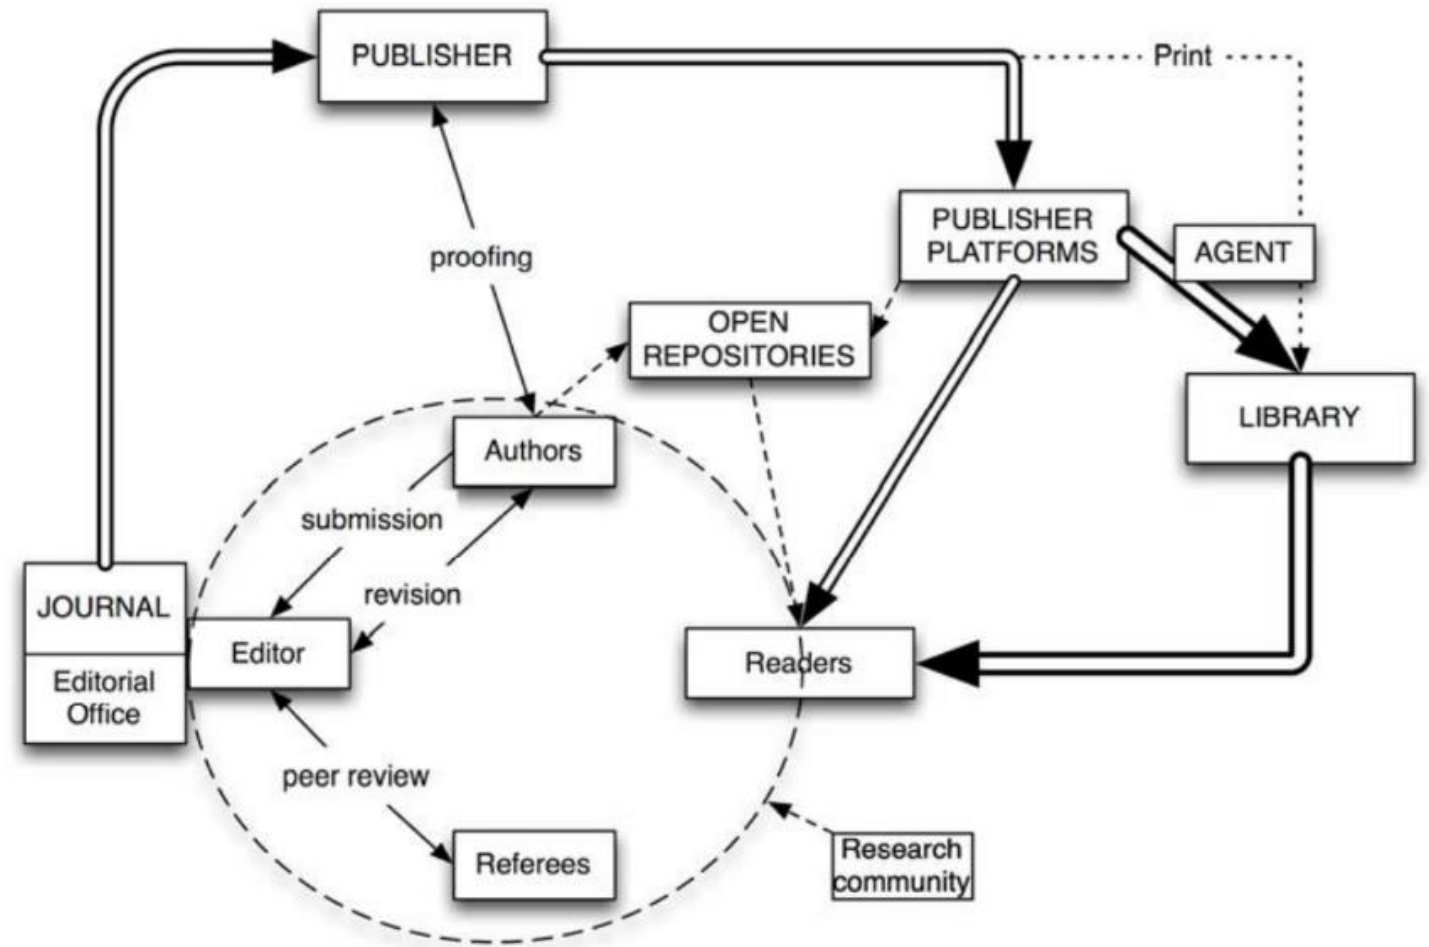 PUBLISHER
Print
PUBLISHER
PLATFORMS
AGENT
proofing
OPEN
REPOSITORIES
LIBRARY
Authors
submission
revision
JOURNAL
Editor
Readers
Editorial
Office
peer review
Referees
Research
community